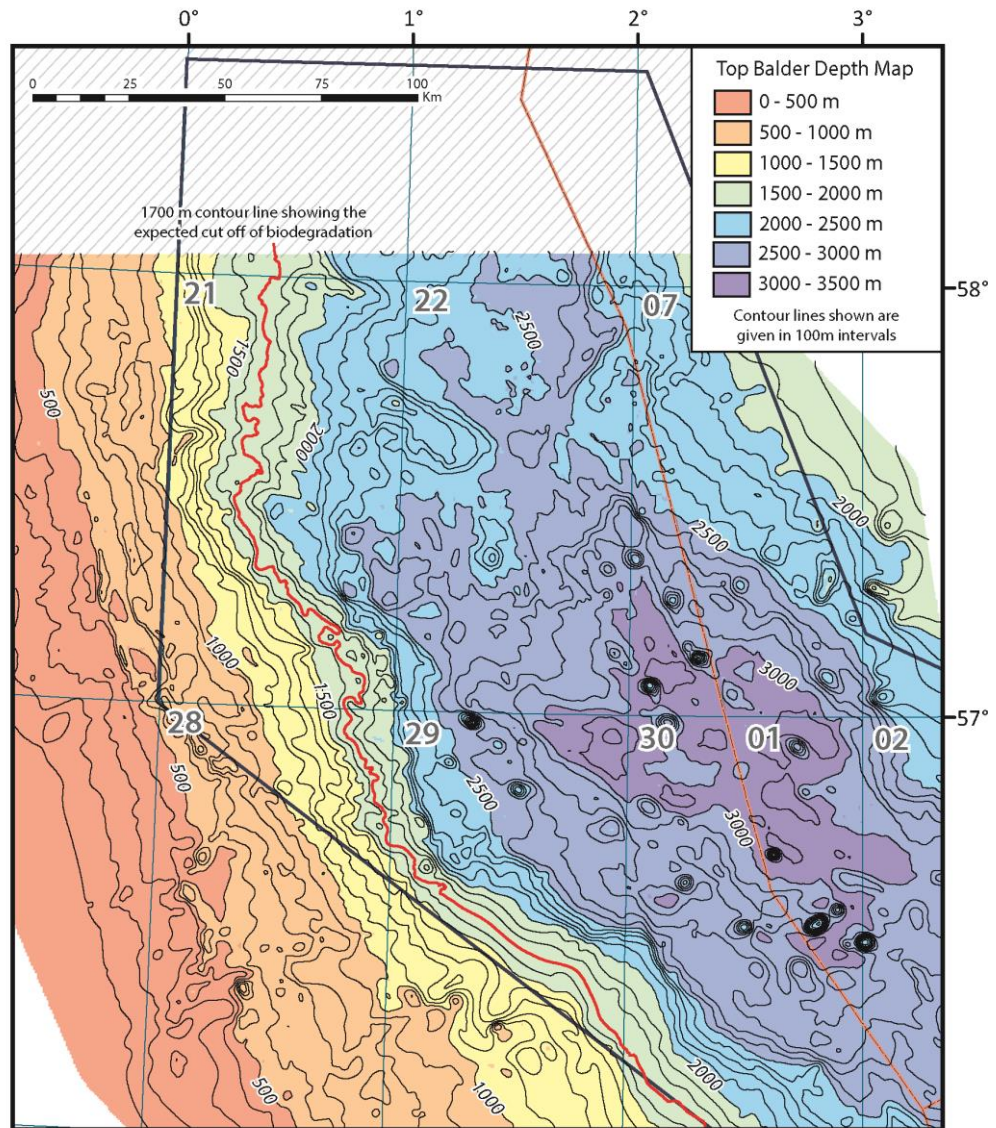 0° 1° 2° 3°
0 25 50 75 100
Km
Top Balder Depth Map
0 - 500 m
500 - 1000 m
1000 - 1500 m
1500 - 2000 m
2000 - 2500 m
2500 - 3000 m
3000 - 3500 m
Contour lines shown are
given in 100m intervals
1700 m contour line showing the
expected cut off of biodegradation
21 22 07
58°
2500
1500
500
2000
2000
2500
1000
3000
1500
57°
28 29 30 01 02
500
2500
3000
2000
500
1000